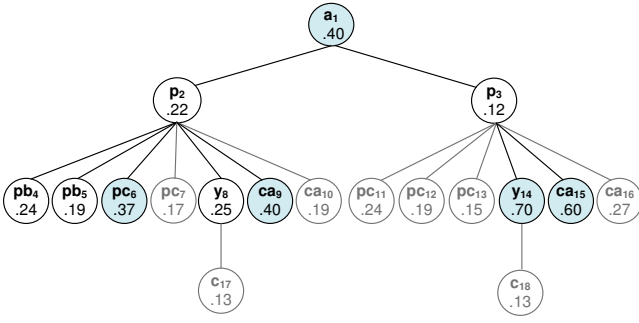 a1
.40
p2
.22
p3
.12
pb4
.24
pb5
.19
pc6
.37
pc7
.17
y8
.25
ca9
.40
ca10
.19
pc11
.24
pc12
.19
pc13
.15
y14
.70
ca15
.60
ca16
.27
c17
.13
c18
.13